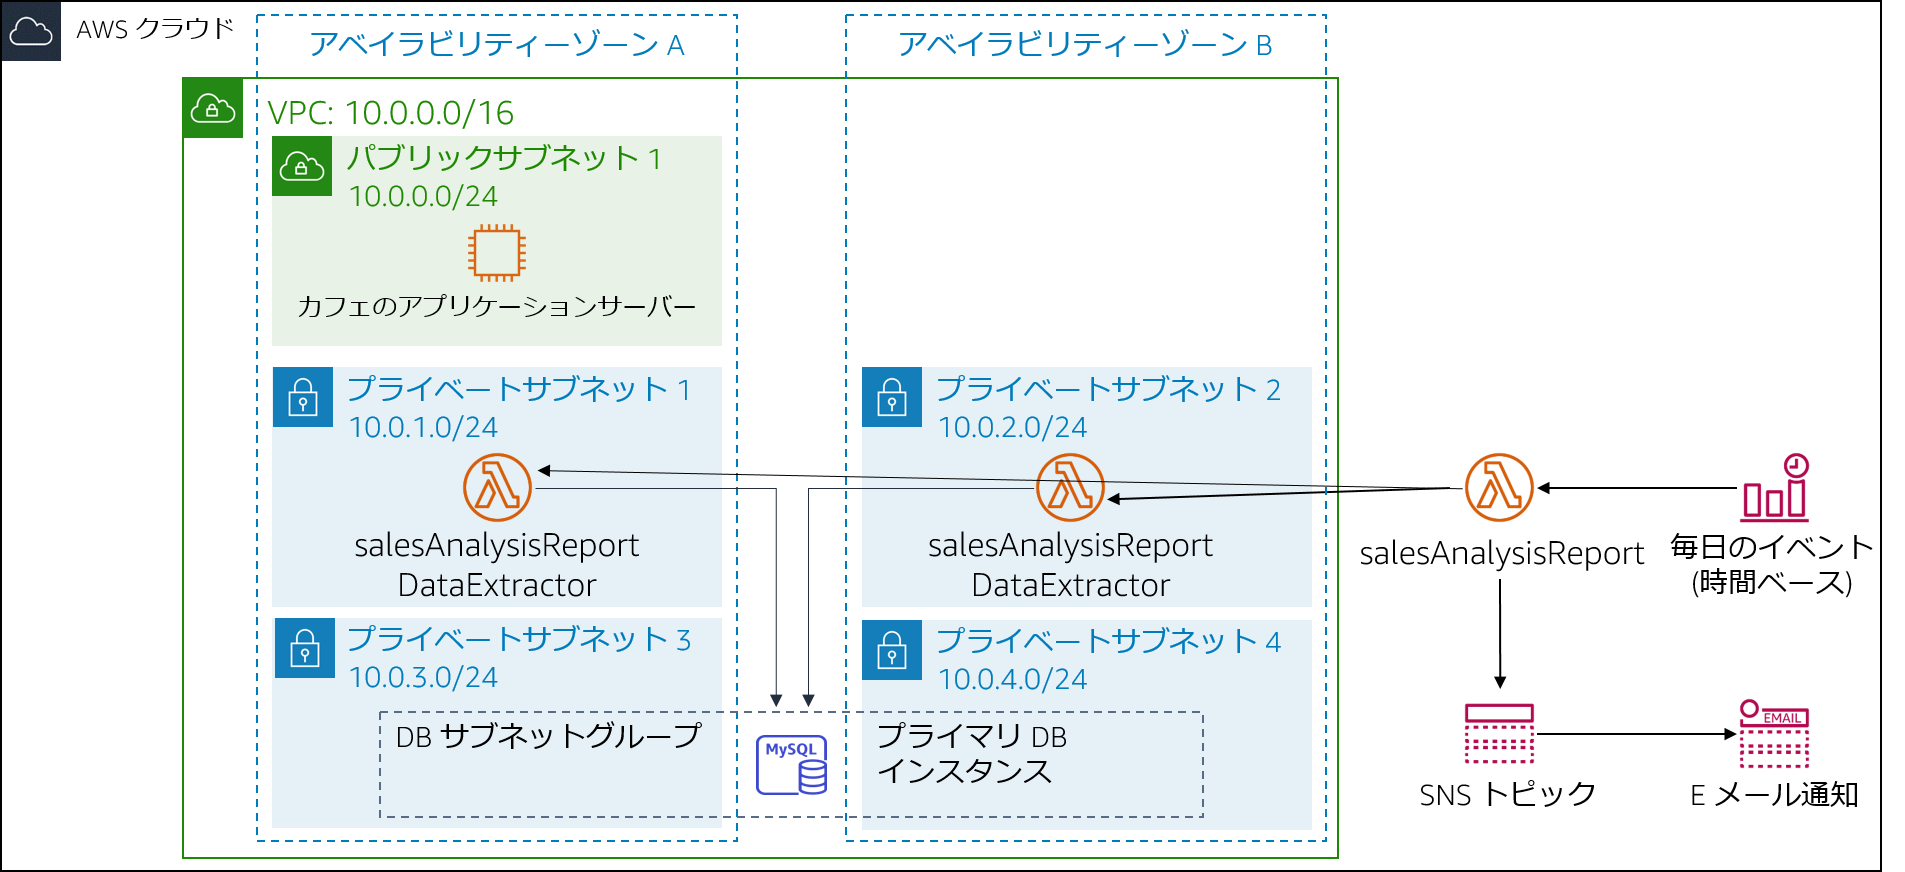 AWS クラウド
アベイラビリティーゾーン A
アベイラビリティーゾーン B
VPC: 10.0.0.0/16
パブリックサブネット 1
10.0.0.0/24
カフェのアプリケーションサーバー
プライベートサブネット 1
10.0.1.0/24
salesAnalysisReport
DataExtractor
プライベートサブネット 2
10.0.2.0/24
salesAnalysisReport
DataExtractor
salesAnalysisReport
毎日のイベント
(時間ベース)
プライベートサブネット 3
10.0.3.0/24
プライベートサブネット 4
10.0.4.0/24
DB サブネットグループ
MySQL
プライマリ DB
インスタンス
SNS トピック
EMAIL
E メール通知